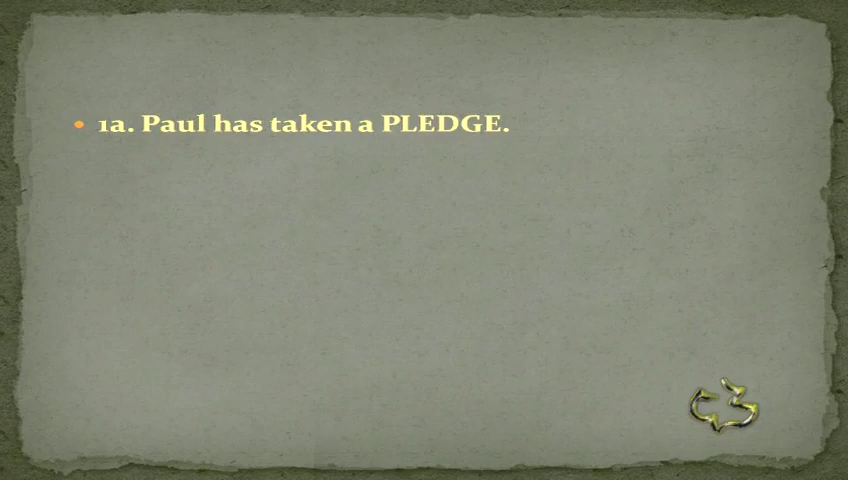 • 1a. Paul has taken a PLEDGE.